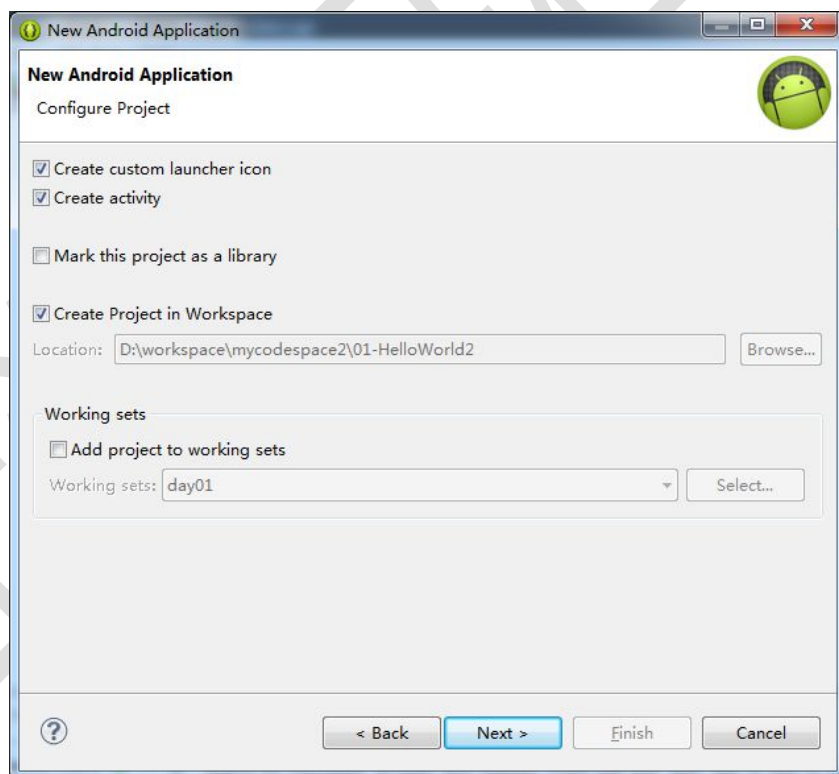 New Android Application
New Android Application
Configure Project
Create custom launcher icon
Create activity
Mark this project as a library
Create Project in Workspace
Location: D:\workspace\mycodespace2\01-HelloWorld2 Browse...
Working sets
Add project to working sets
Working sets: day01 Select...
? < Back Next > Finish Cancel